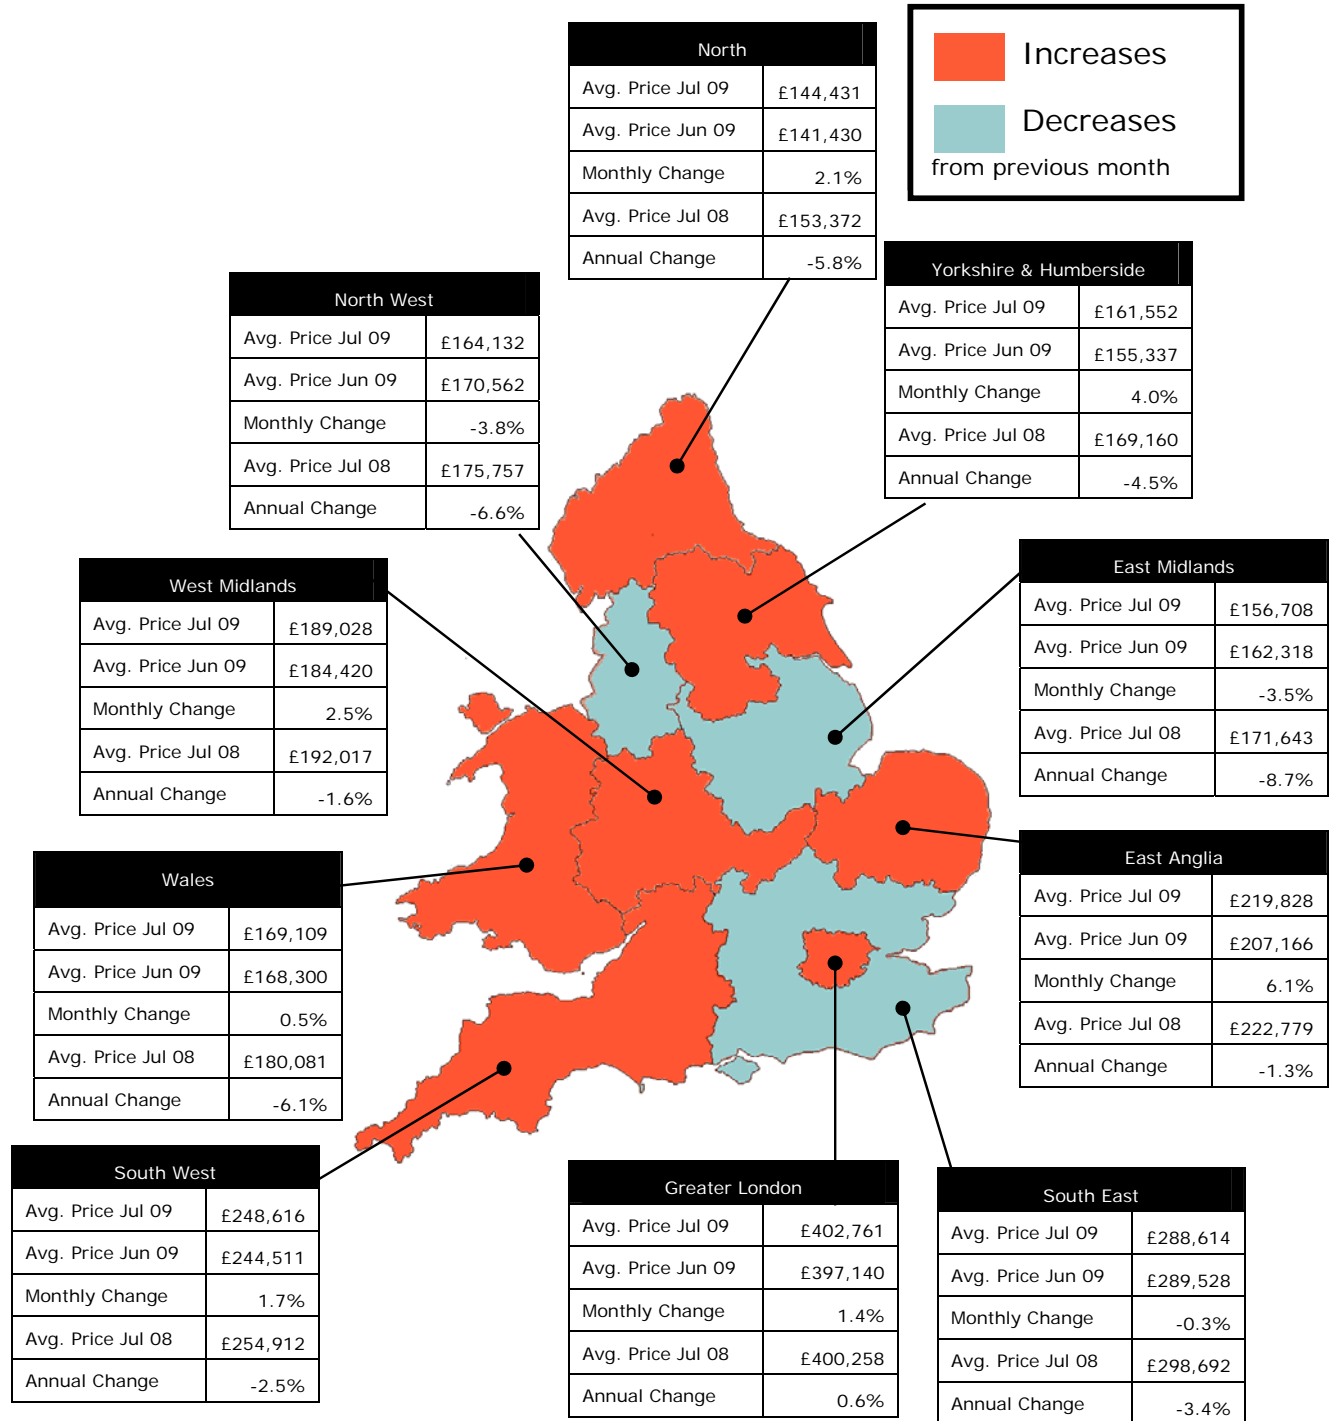 North
Avg. Price Jul 09 £144,431
Avg. Price Jun 09 £141,430
Monthly Change 2.1%
Avg. Price Jul 08 £153,372
Annual Change -5.8%
Increases
Decreases
from previous month
Yorkshire & Humberside
Avg. Price Jul 09 £161,552
Avg. Price Jun 09 £155,337
Monthly Change 4.0%
Avg. Price Jul 08 £169,160
Annual Change -4.5%
North West
Avg. Price Jul 09 £164,132
Avg. Price Jun 09 £170,562
Monthly Change -3.8%
Avg. Price Jul 08 £175,757
Annual Change -6.6%
West Midlands
Avg. Price Jul 09 £189,028
Avg. Price Jun 09 £184,420
Monthly Change 2.5%
Avg. Price Jul 08 £192,017
Annual Change -1.6%
East Midlands
Avg. Price Jul 09 £156,708
Avg. Price Jun 09 £162,318
Monthly Change -3.5%
Avg. Price Jul 08 £171,643
Annual Change -8.7%
Wales
Avg. Price Jul 09 £169,109
Avg. Price Jun 09 £168,300
Monthly Change 0.5%
Avg. Price Jul 08 £180,081
Annual Change -6.1%
East Anglia
Avg. Price Jul 09 £219,828
Avg. Price Jun 09 £207,166
Monthly Change 6.1%
Avg. Price Jul 08 £222,779
Annual Change -1.3%
South West
Avg. Price Jul 09 £248,616
Avg. Price Jun 09 £244,511
Monthly Change 1.7%
Avg. Price Jul 08 £254,912
Annual Change -2.5%
Greater London
Avg. Price Jul 09 £402,761
Avg. Price Jun 09 £397,140
Monthly Change 1.4%
Avg. Price Jul 08 £400,258
Annual Change 0.6%
South East
Avg. Price Jul 09 £288,614
Avg. Price Jun 09 £289,528
Monthly Change -0.3%
Avg. Price Jul 08 £298,692
Annual Change -3.4%